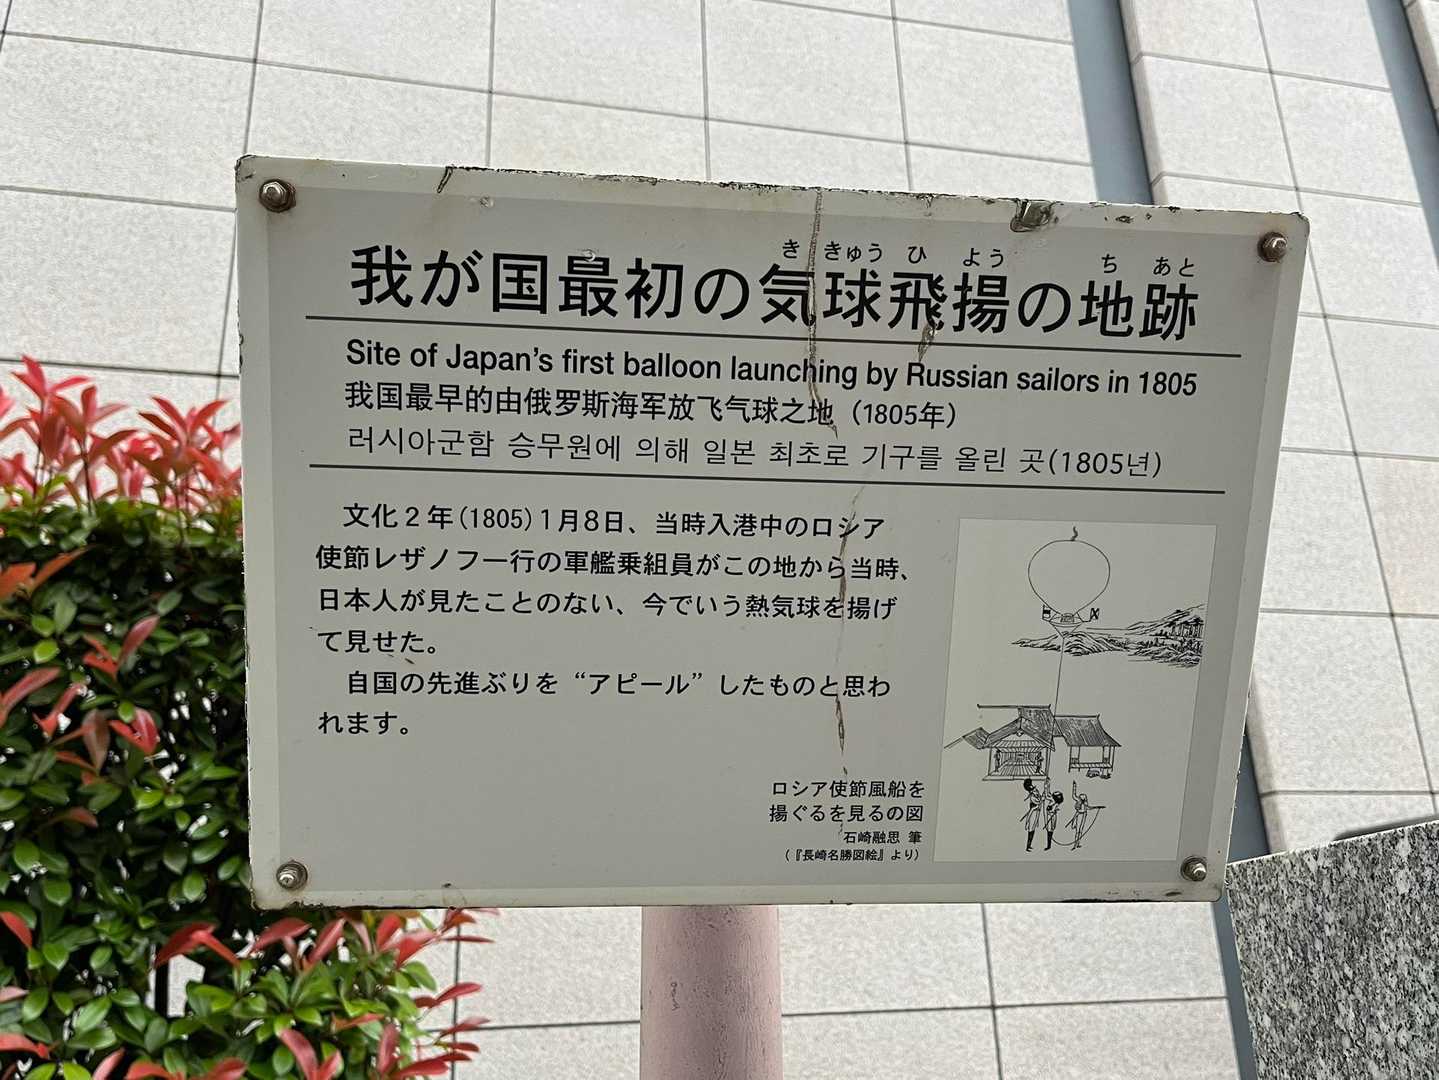 我が国最初の気球飛揚の地跡
き きゅう ひ よう ち あと
Site of Japan's first balloon launching by Russian sailors in 1805
我国最早的由俄罗斯海军放飞气球之地（1805年）
러시아군함 승무원에 의해 일본 최초로 기구를 올린 곳(1805년)
文化２年(1805)１月８日、当時入港中のロシア
使節レザノフ一行の軍艦乗組員がこの地から当時、
日本人が見たことのない、今でいう熱気球を揚げ
て見せた。
自国の先進ぶりを “アピール” したものと思わ
れます。
ロシア使節風船を
揚ぐるを見るの図
石崎融思 筆
（『長崎名勝図絵』より）